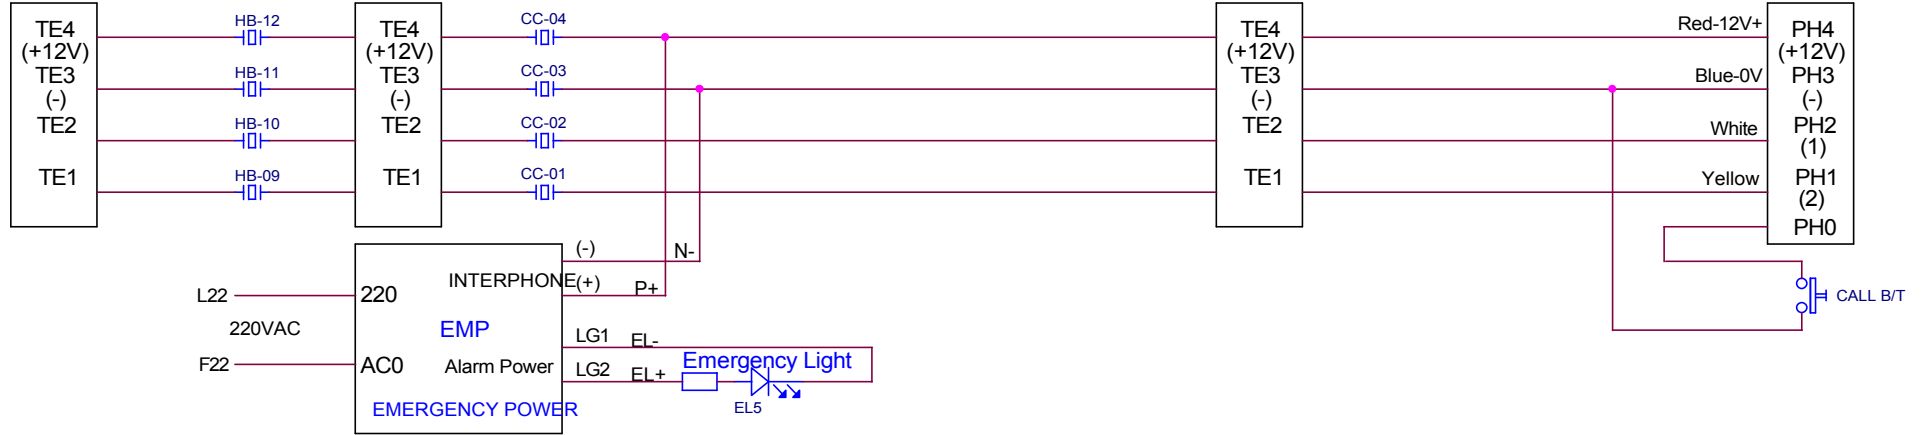 TE4
(+12V)
TE3
(-)
TE2
TE1
HB-12
HB-11
HB-10
HB-09
TE4
(+12V)
TE3
(-)
TE2
TE1
CC-04
CC-03
CC-02
CC-01
TE4
(+12V)
TE3
(-)
TE2
TE1
Red-12V+
Blue-0V
White
Yellow
PH4
(+12V)
PH3
(-)
PH2
(1)
PH1
(2)
PH0
CALL B/T
L22
220VAC
F22
220
AC0
INTERPHONE
EMP
Alarm Power
EMERGENCY POWER
(-)
N-
(+)
P+
LG1
EL-
LG2
EL+
Emergency Light
EL5